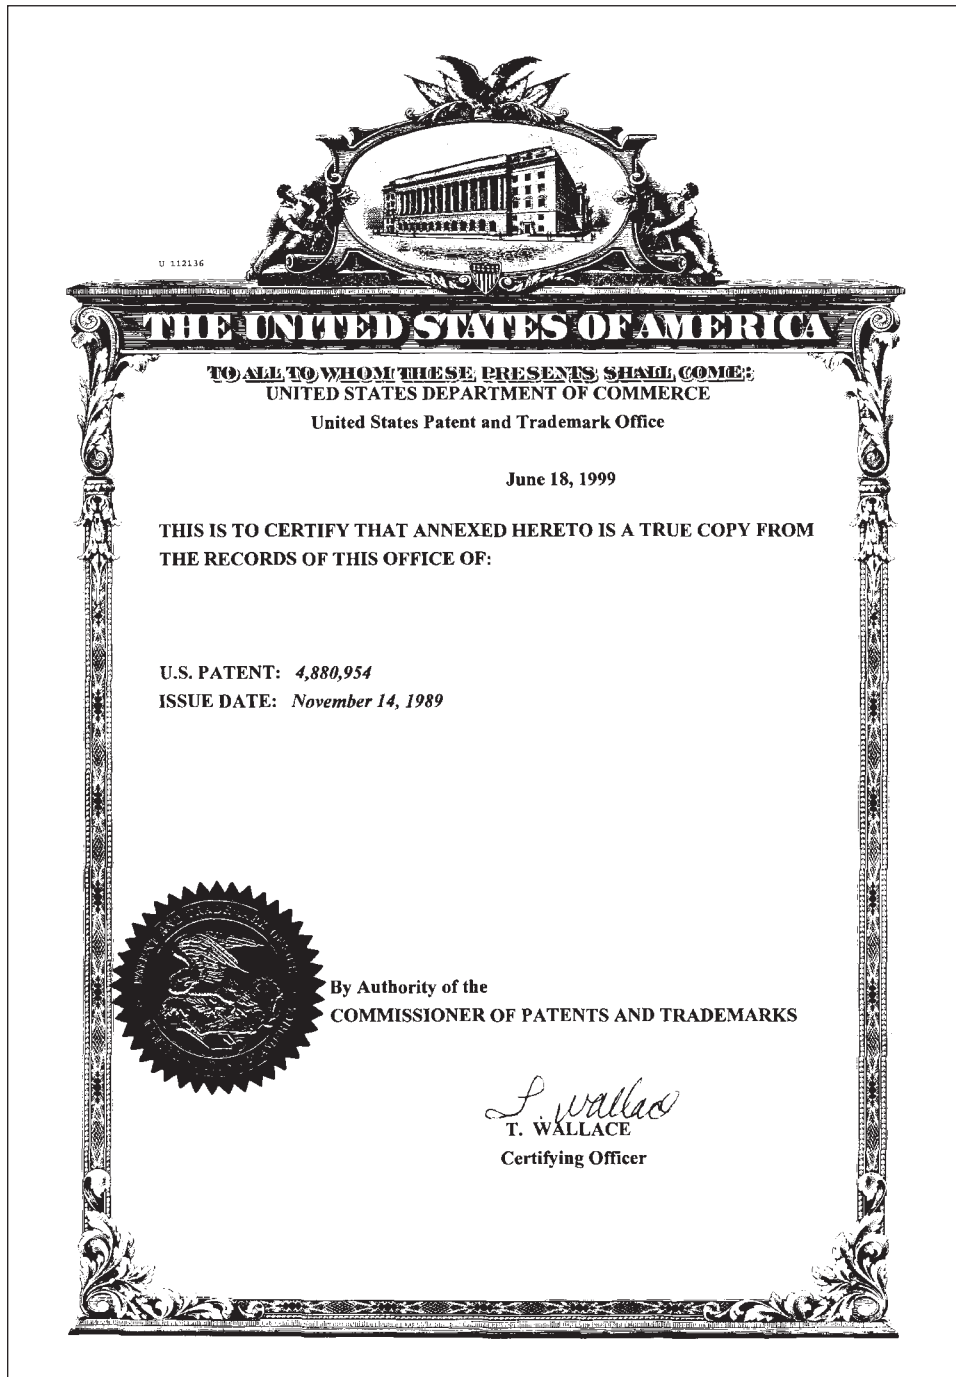 U 112136
THE UNITED STATES OF AMERICA
TO ALL TO WHOM THESE PRESENTS SHALL COME:
UNITED STATES DEPARTMENT OF COMMERCE
United States Patent and Trademark Office
June 18, 1999
THIS IS TO CERTIFY THAT ANNEXED HERETO IS A TRUE COPY FROM
THE RECORDS OF THIS OFFICE OF:
U.S. PATENT: 4,880,954
ISSUE DATE: November 14, 1989
By Authority of the
COMMISSIONER OF PATENTS AND TRADEMARKS
T. Wallace
T. WALLACE
Certifying Officer